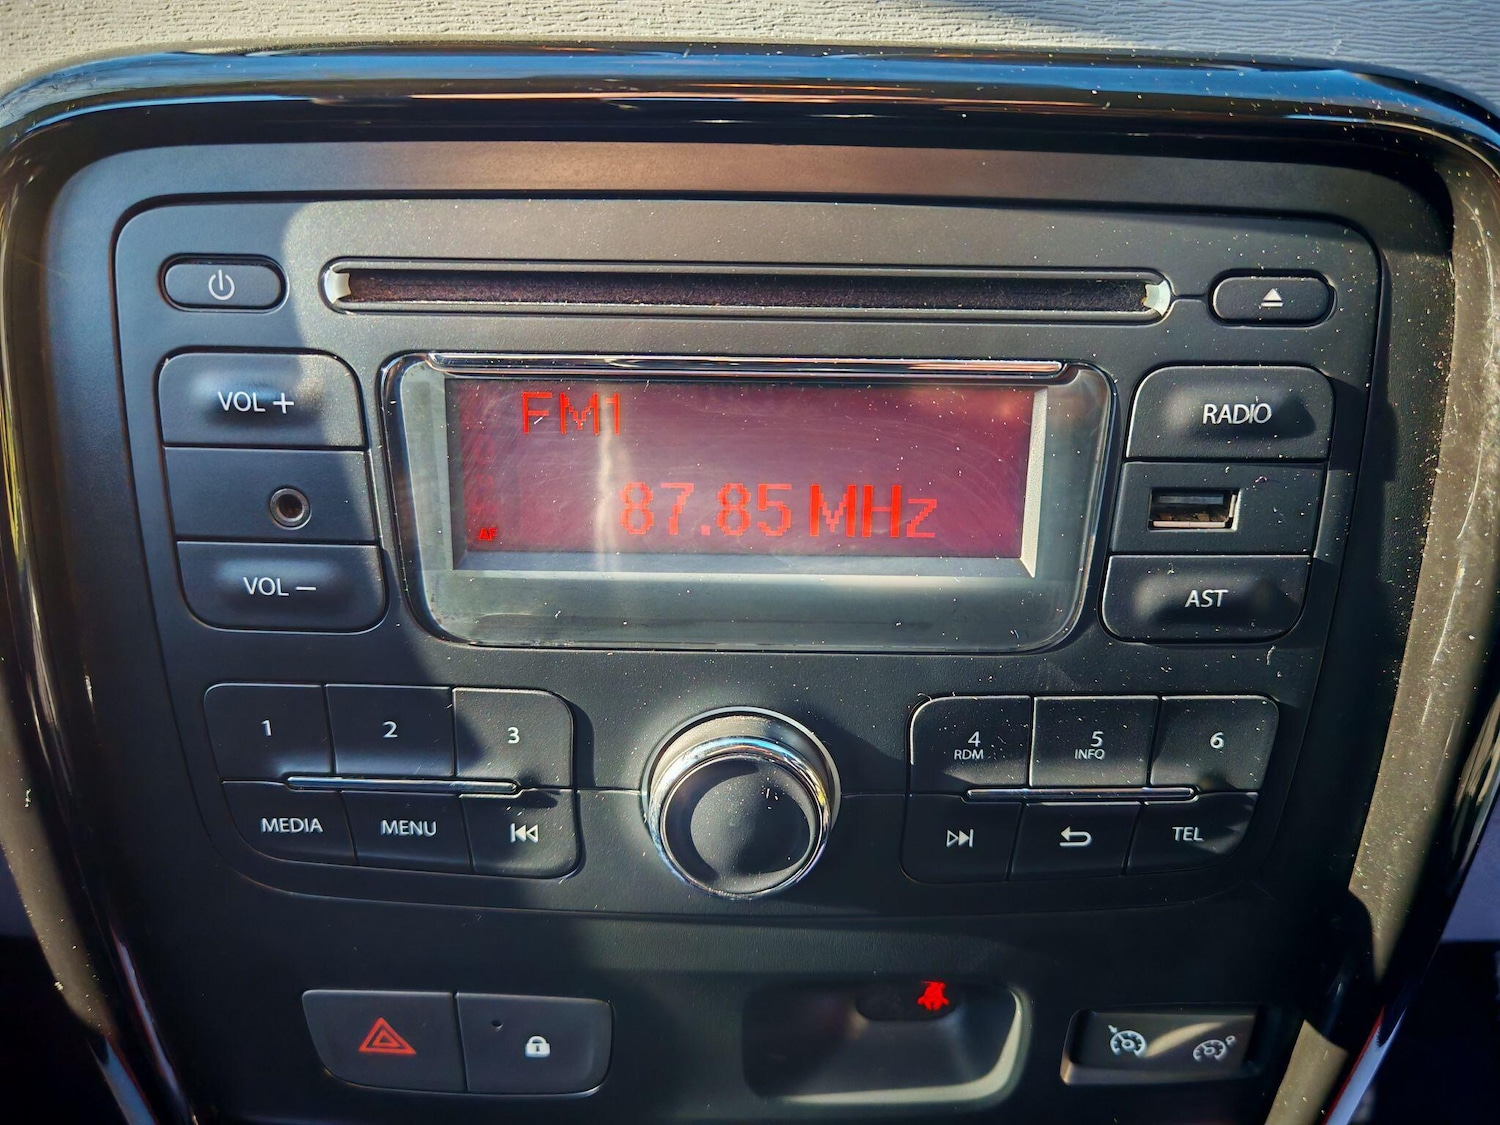 VOL +
FM1
RADIO
87.85 MHz
AF
VOL –
AST
1
2
3
4
RDM
5
INFO
6
MEDIA
MENU
TEL